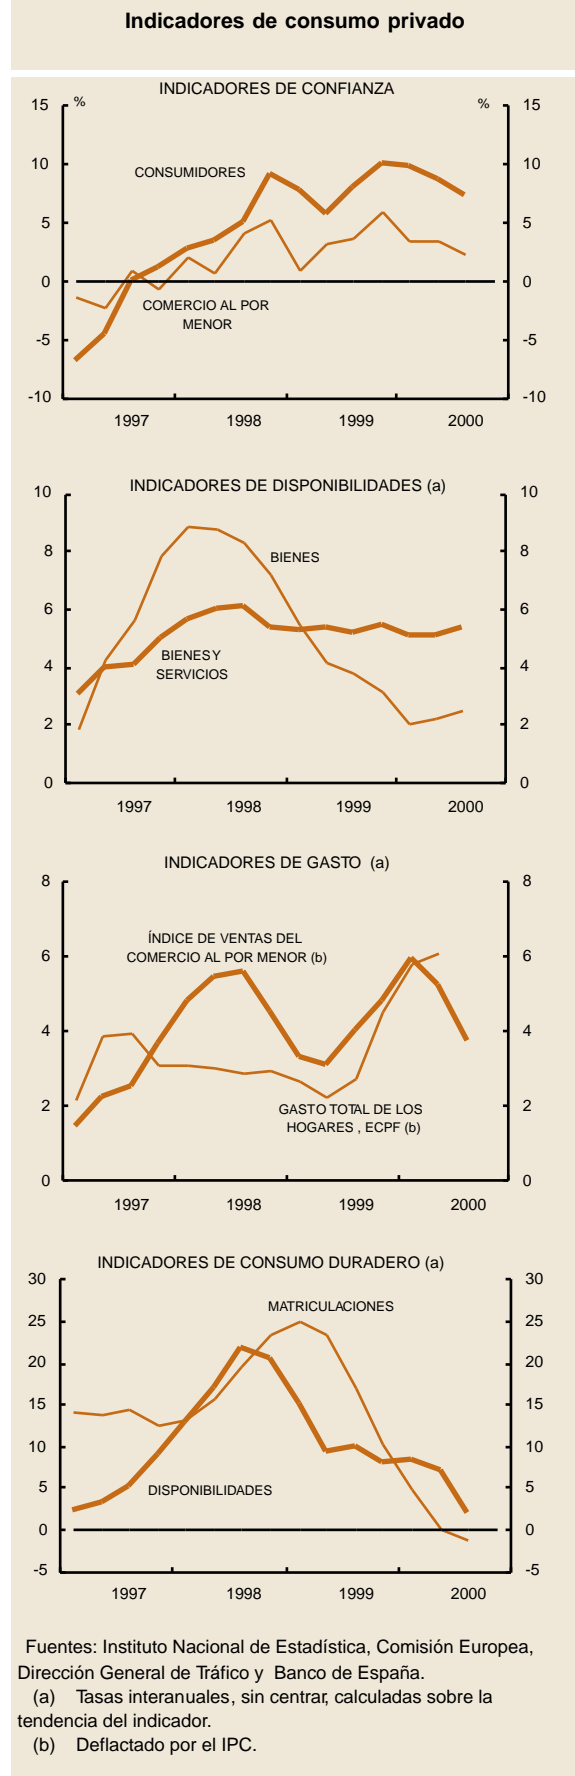 Indicadores de consumo privado
INDICADORES DE CONFIANZA
15 % % 15
10 10
CONSUMIDORES
5 5
0 0
COMERCIO AL POR
MENOR
-5 -5
-10 -10
1997 1998 1999 2000
INDICADORES DE DISPONIBILIDADES (a)
10 10
8 8
BIENES
6 6
BIENES Y
SERVICIOS
4 4
2 2
0 0
1997 1998 1999 2000
INDICADORES DE GASTO (a)
8 8
ÍNDICE DE VENTAS DEL
COMERCIO AL POR MENOR (b)
6 6
4 4
2 2
GASTO TOTAL DE LOS
HOGARES , ECPF (b)
0 0
1997 1998 1999 2000
INDICADORES DE CONSUMO DURADERO (a)
30 30
MATRICULACIONES
25 25
20 20
15 15
10 10
5 5
DISPONIBILIDADES
0 0
-5 -5
1997 1998 1999 2000
Fuentes: Instituto Nacional de Estadística, Comisión Europea,
Dirección General de Tráfico y Banco de España.
(a) Tasas interanuales, sin centrar, calculadas sobre la
tendencia del indicador.
(b) Deflactado por el IPC.